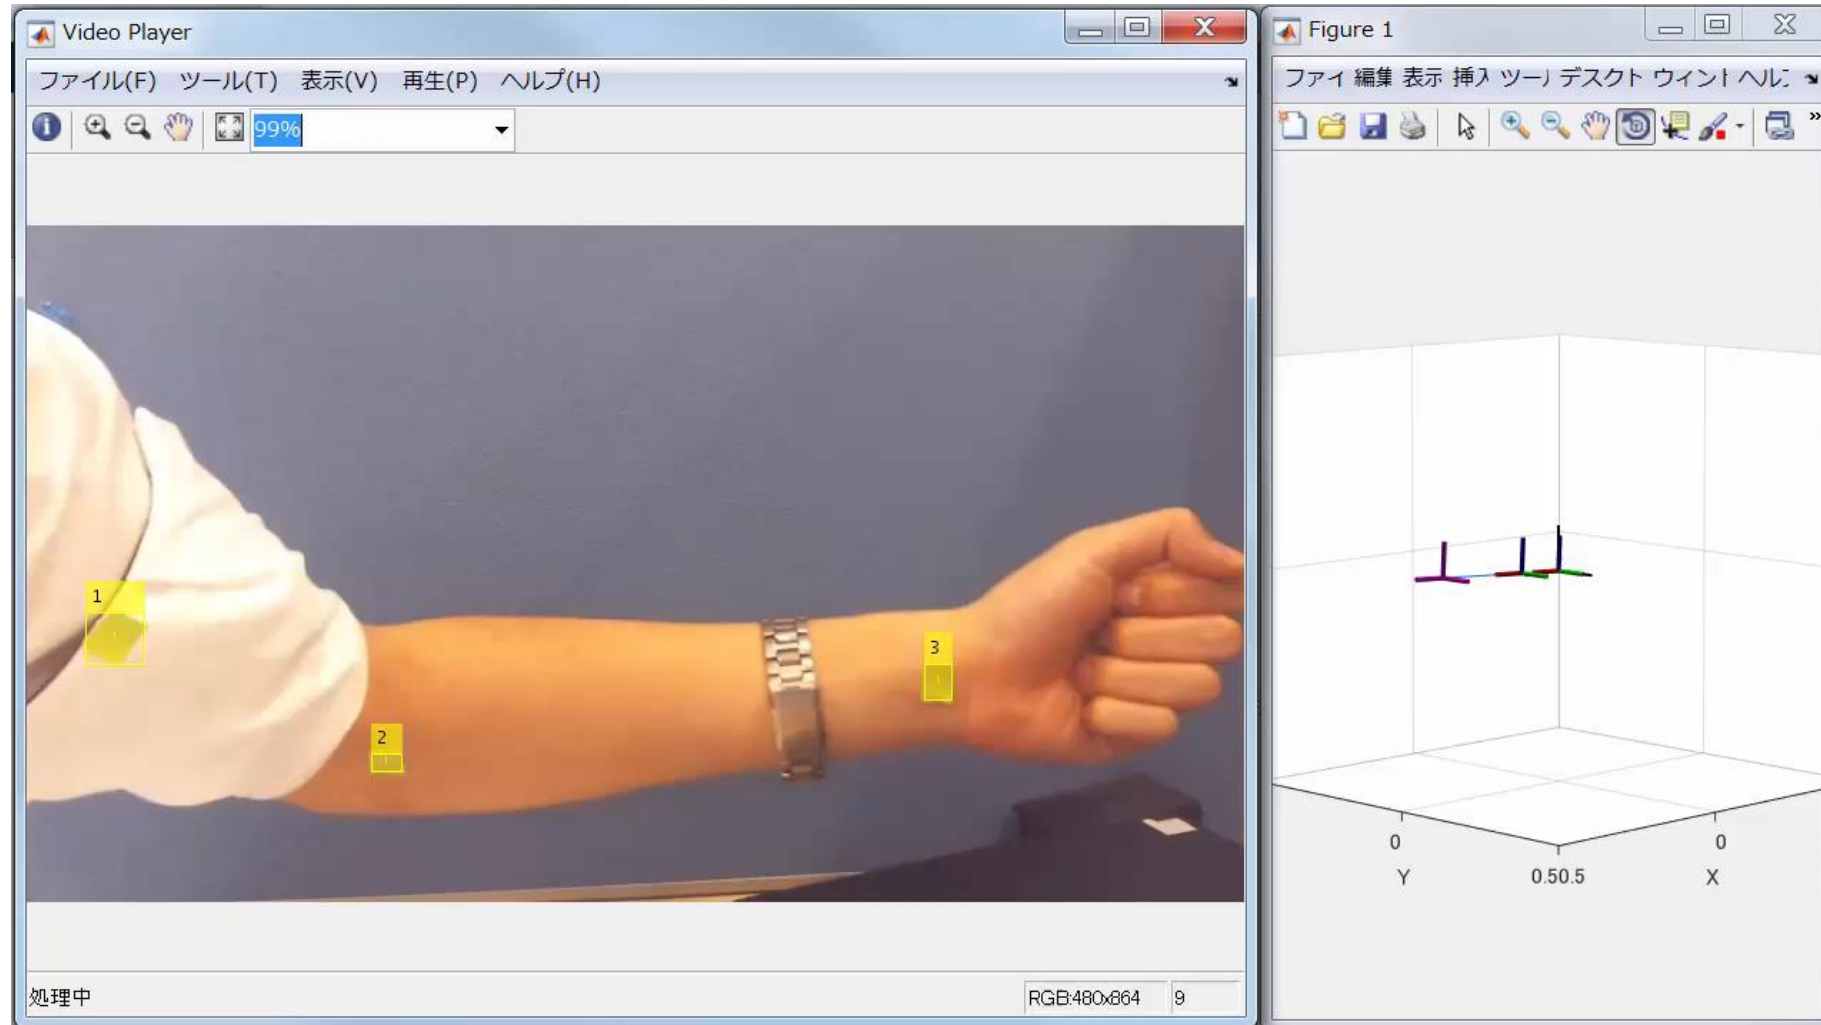 Video Player
ファイル(F) ツール(T) 表示(V) 再生(P) ヘルプ(H)
99%
1
2
3
処理中
RGB:480x864 9
Figure 1
ファイ 編集 表示 挿入 ツー デスクト ウィント ヘル
0
Y
0.50.5
0
X